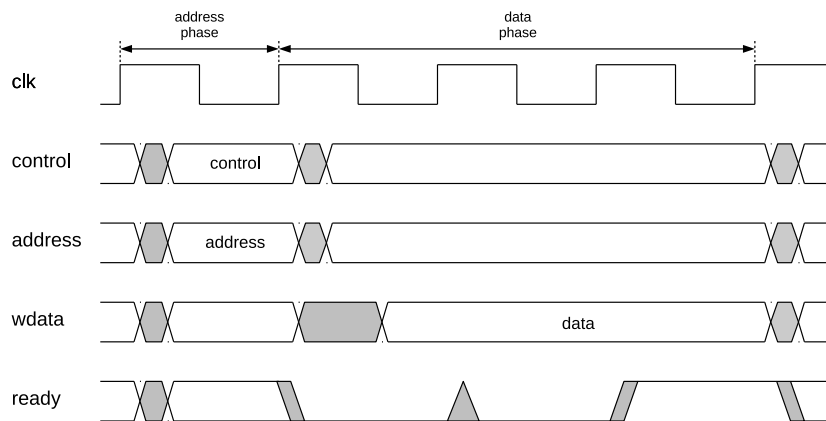 address
phase
data
phase
clk
control
control
address
address
wdata
data
ready